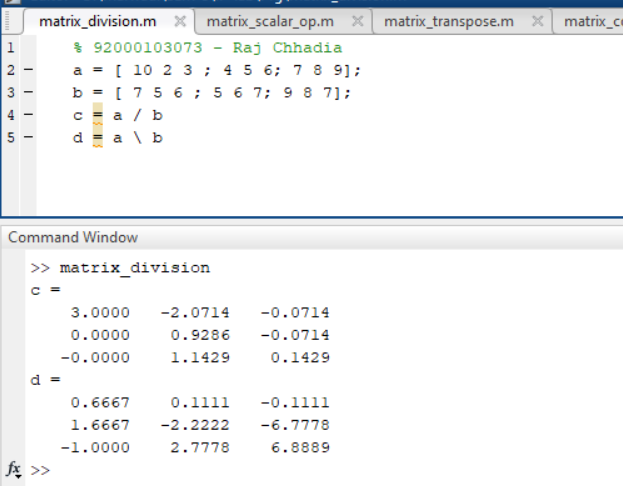 matrix_division.m × matrix_scalar_op.m × matrix_transpose.m ×
1 % 92000103073 - Raj Chhadia
2 - a = [ 10 2 3 ; 4 5 6; 7 8 9];
3 - b = [ 7 5 6 ; 5 6 7; 9 8 7];
4 - c = a / b
5 - d = a \ b
Command Window
>> matrix_division
c =
3.0000 -2.0714 -0.0714
0.0000 0.9286 -0.0714
-0.0000 1.1429 0.1429
d =
0.6667 0.1111 -0.1111
1.6667 -2.2222 -6.7778
-1.0000 2.7778 6.8889
fx >>